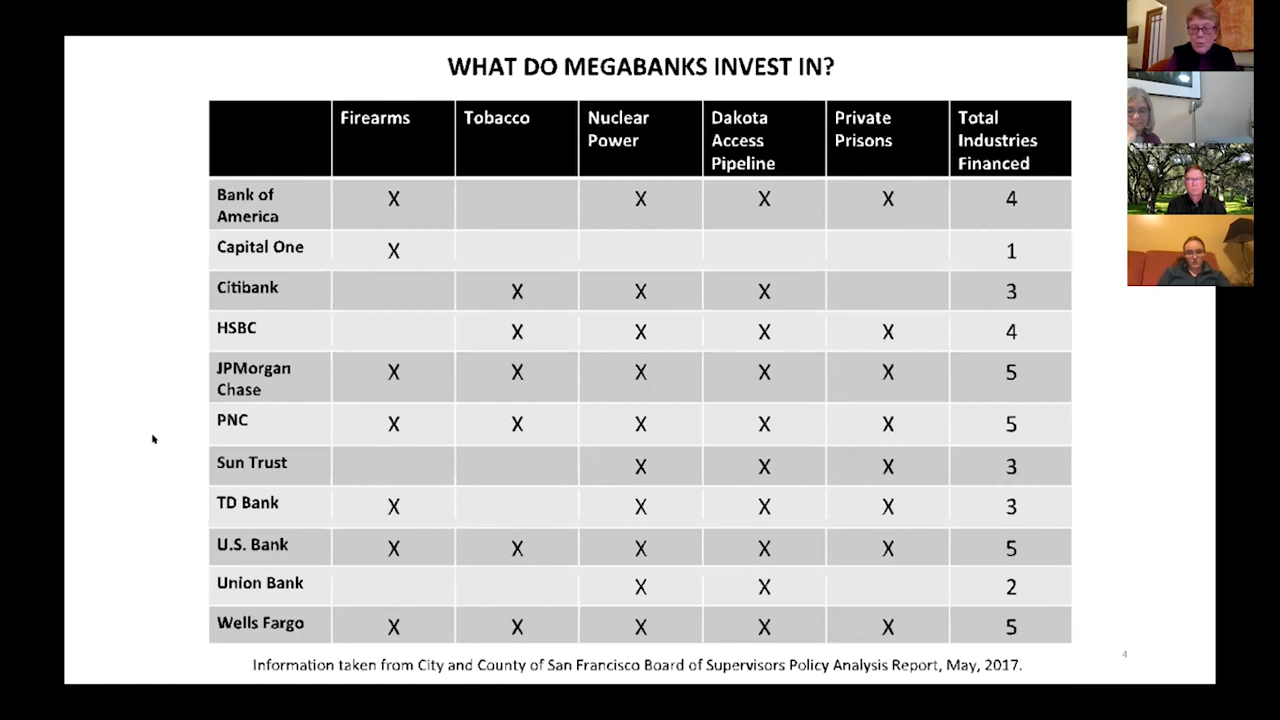 WHAT DO MEGABANKS INVEST IN?
Firearms Tobacco Nuclear Power Dakota Access Pipeline Private Prisons Total Industries Financed
Bank of America X X X X 4
Capital One X 1
Citibank X X X 3
HSBC X X X X 4
JPMorgan Chase X X X X X 5
PNC X X X X X 5
Sun Trust X X X 3
TD Bank X X X X 3
U.S. Bank X X X X X 5
Union Bank X X 2
Wells Fargo X X X X X 5
Information taken from City and County of San Francisco Board of Supervisors Policy Analysis Report, May, 2017.
4